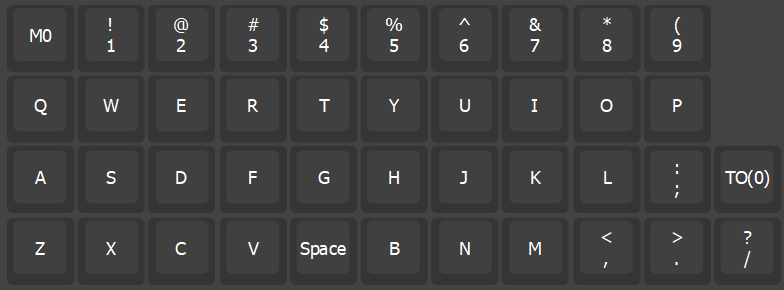 M0 ! @ # $ % ^ & * (
1 2 3 4 5 6 7 8 9
Q W E R T Y U I O P
A S D F G H J K L : TO(0)
;
Z X C V Space B N M < > ?
, . /